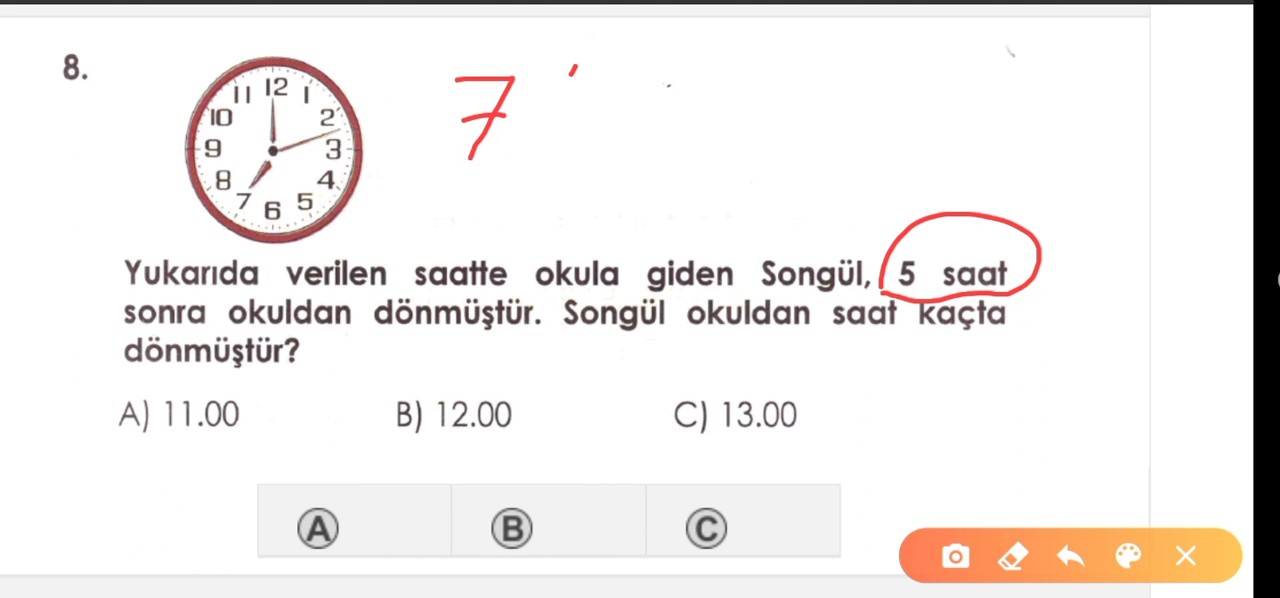 8.
11 12 1
10 2
9 3
8 4
7 6 5
7
Yukarıda verilen saatte okula giden Songül, 5 saat
sonra okuldan dönmüştür. Songül okuldan saat kaçta
dönmüştür?
A) 11.00 B) 12.00 C) 13.00
A B C